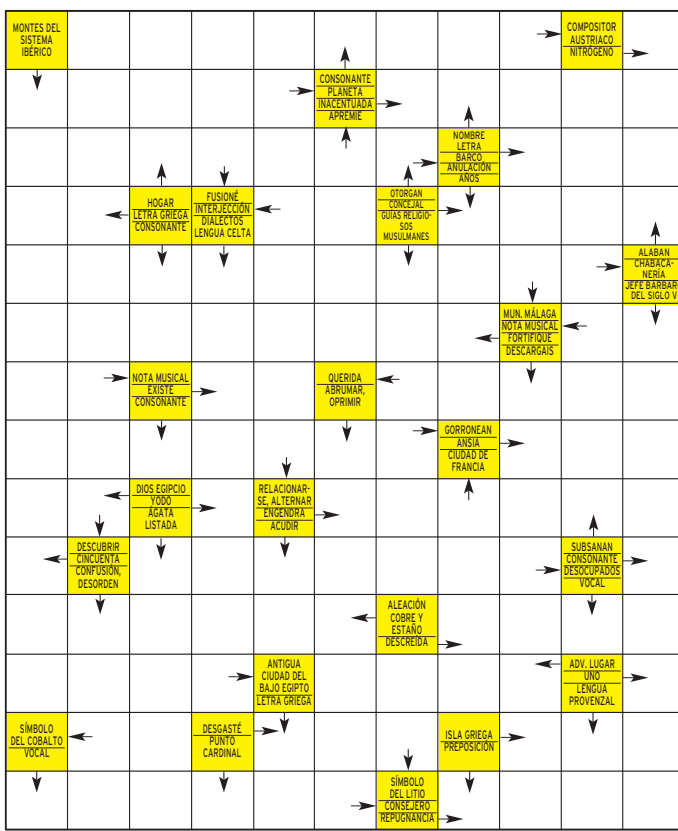 MONTES DEL
SISTEMA
IBÉRICO
COMPOSITOR
AUSTRIACO
NITRÓGENO
CONSONANTE
PLANETA
INACENTUADA
APREMIE
NOMBRE
LETRA
BARCO
ANULACIÓN
AÑOS
HOGAR
LETRA GRIEGA
CONSONANTE
FUSIONÉ
INTERJECCIÓN
DIALECTOS
LENGUA CELTA
OTORGAN
CONCEJAL
GUÍAS RELIGIO-
SOS
MUSULMANES
ALABAN
CHABACA-
NERÍA
JEFE BÁRBARO
DEL SIGLO V
MUN. MÁLAGA
NOTA MUSICAL
FORTIFIQUE
DESCARGAIS
NOTA MUSICAL
EXISTE
CONSONANTE
QUERIDA
ABRUMAR,
OPRIMIR
GORRONEAN
ANSIA
CIUDAD DE
FRANCIA
DIOS EGIPCIO
YODO
ÁGATA
LISTADA
RELACIONAR-
SE, ALTERNAR
ENGENDRA
ACUDIR
DESCUBRIR
CINCUENTA
CONFUSIÓN,
DESORDEN
SUBSANAN
CONSONANTE
DESOCUPADOS
VOCAL
ALEACIÓN
COBRE Y
ESTAÑO
DESCREÍDA
ANTIGUA
CIUDAD DEL
BAJO EGIPTO
LETRA GRIEGA
ADV. LUGAR
UNO
LENGUA
PROVENZAL
SÍMBOLO
DEL COBALTO
VOCAL
DESGASTÉ
PUNTO
CARDINAL
ISLA GRIEGA
PREPOSICIÓN
SÍMBOLO
DEL LITIO
CONSEJERO
REPUGNANCIA